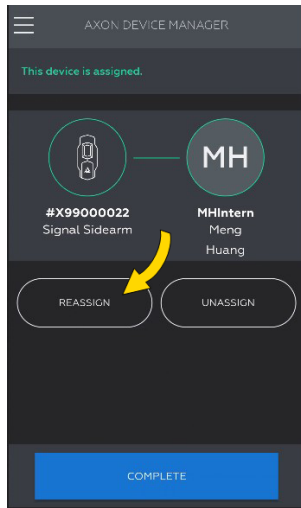 AXON DEVICE MANAGER
This device is assigned.
MH
#X99000022
Signal Sidearm
MHIntern
Meng
Huang
REASSIGN
UNASSIGN
COMPLETE